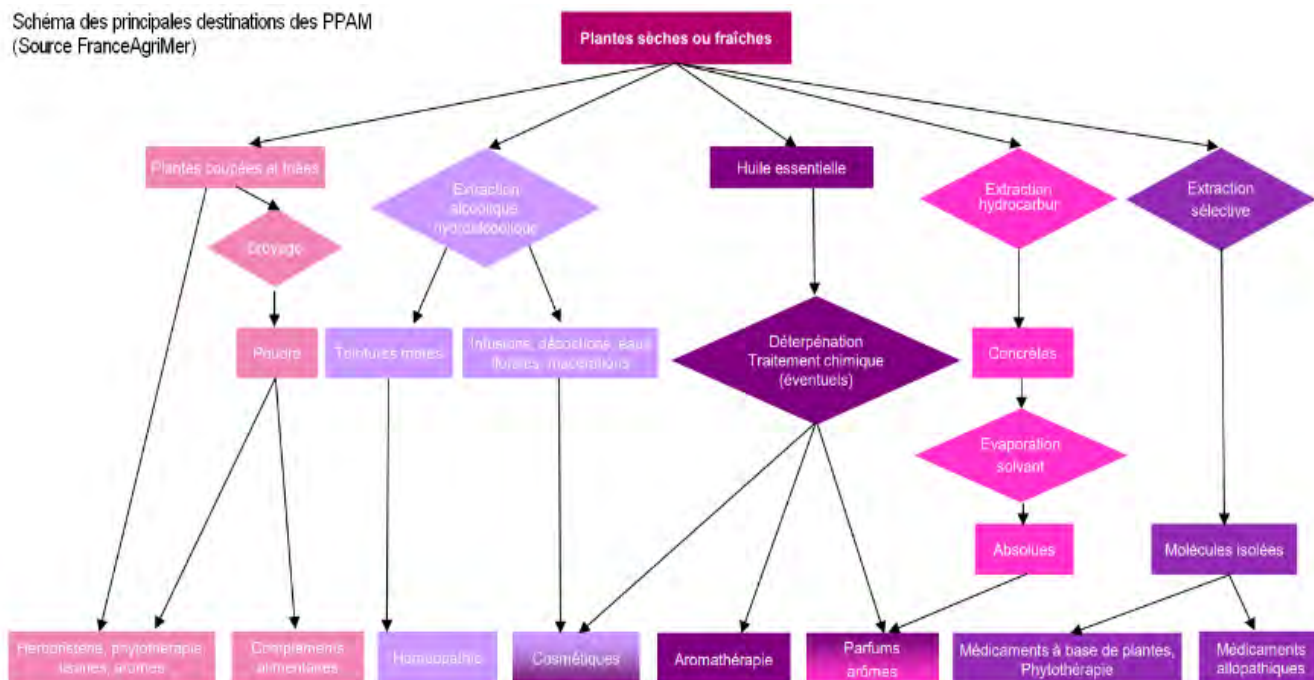 Schéma des principales destinations des PPAM
(Source FranceAgriMer)
Plantes sèches ou fraîches
Plantes coupées et triées
Extraction
alcoolique
hydroalcoolique
Huile essentielle
Extraction
hydrocarbur
Extraction
sélective
Broyage
Poudre
Teintures mères
Infusions, décoctions, eaux
florales, macérations
Déterpénation
Traitement chimique
(éventuels)
Concrètes
Evaporation
solvant
Absolues
Molécules isolées
Herboristerie, phytothérapie
tisanes, arômes
Compléments
alimentaires
Homéopathie
Cosmétiques
Aromathérapie
Parfums
arômes
Médicaments à base de plantes,
Phytothérapie
Médicaments
allopathiques